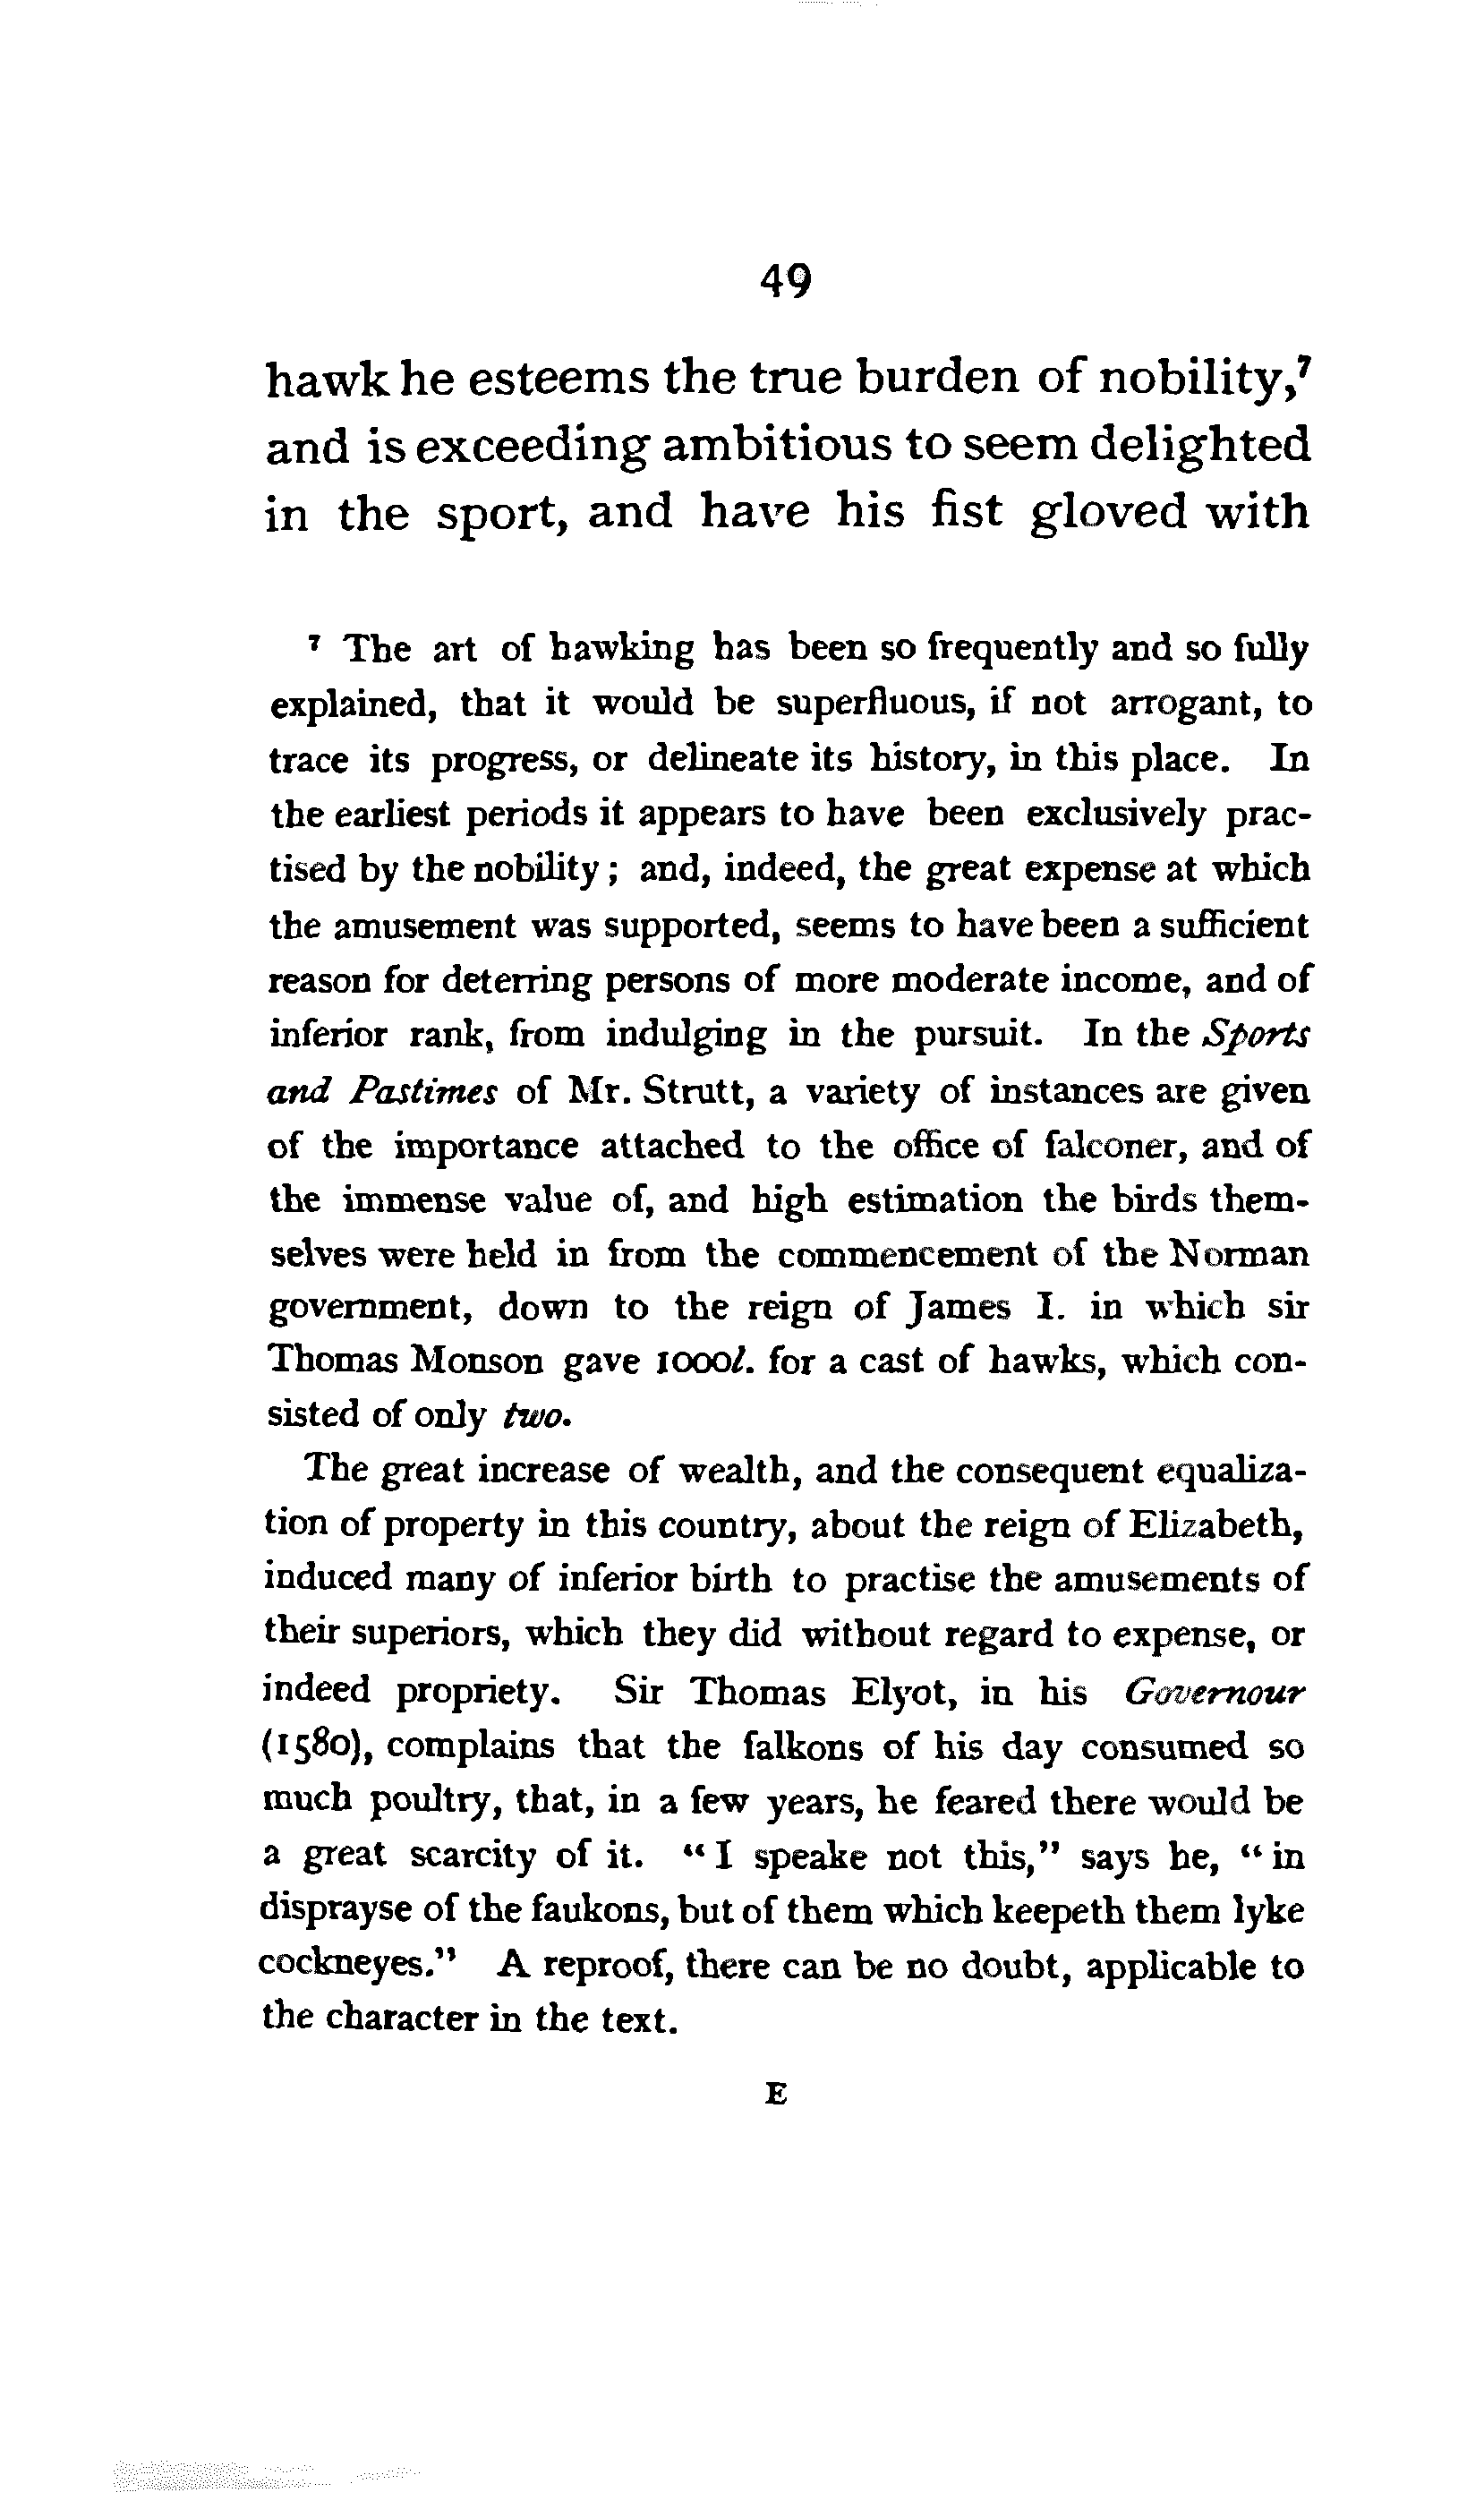 49
hawk he esteems the true burden of nobility,⁷
and is exceeding ambitious to seem delighted
in the sport, and have his fist gloved with
⁷ The art of hawking has been so frequently and so fully
explained, that it would be superfluous, if not arrogant, to
trace its progress, or delineate its history, in this place. In
the earliest periods it appears to have been exclusively prac-
tised by the nobility; and, indeed, the great expense at which
the amusement was supported, seems to have been a sufficient
reason for deterring persons of more moderate income, and of
inferior rank, from indulging in the pursuit. In the Sports
and Pastimes of Mr. Strutt, a variety of instances are given
of the importance attached to the office of falconer, and of
the immense value of, and high estimation the birds them-
selves were held in from the commencement of the Norman
government, down to the reign of James I. in which sir
Thomas Monson gave 1000l. for a cast of hawks, which con-
sisted of only two.
The great increase of wealth, and the consequent equaliza-
tion of property in this country, about the reign of Elizabeth,
induced many of inferior birth to practise the amusements of
their superiors, which they did without regard to expense, or
indeed propriety. Sir Thomas Elyot, in his Governour
(1580), complains that the falkons of his day consumed so
much poultry, that, in a few years, he feared there would be
a great scarcity of it. "I speake not this," says he, "in
disprayse of the faukons, but of them which keepeth them lyke
cockneyes." A reproof, there can be no doubt, applicable to
the character in the text.
E